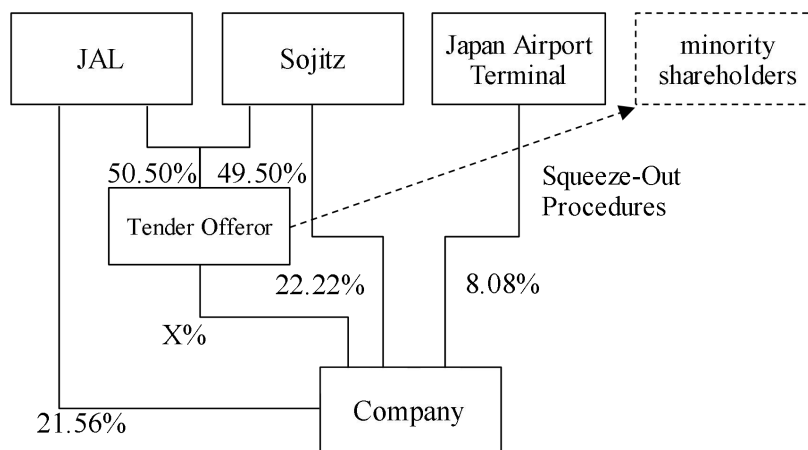 JAL
Sojitz
Japan Airport
Terminal
minority
shareholders
50.50%
49.50%
Squeeze-Out
Procedures
Tender Offeror
22.22%
8.08%
X%
Company
21.56%